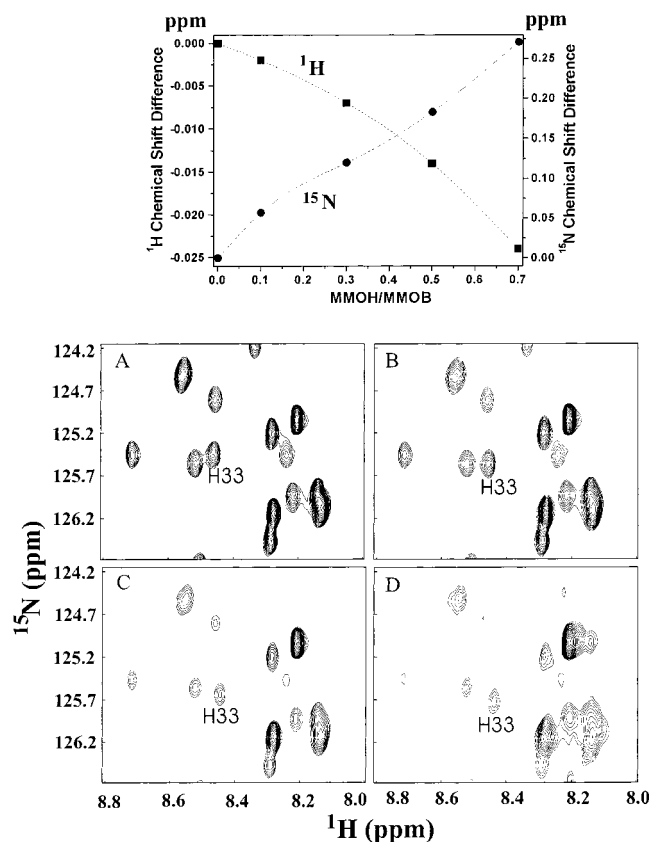 ppm
ppm
0.000
-0.005
-0.010
-0.015
-0.020
-0.025
¹H Chemical Shift Difference
¹H
¹⁵N
0.25
0.20
0.15
0.10
0.05
0.00
¹⁵N Chemical Shift Difference
0.0 0.1 0.2 0.3 0.4 0.5 0.6 0.7
MMOH/MMOB
124.2
124.7
125.2
125.7
126.2
A
H33
B
H33
124.2
124.7
125.2
125.7
126.2
C
H33
D
H33
¹⁵N (ppm)
8.8 8.6 8.4 8.2 8.0
8.8 8.6 8.4 8.2 8.0
¹H (ppm)